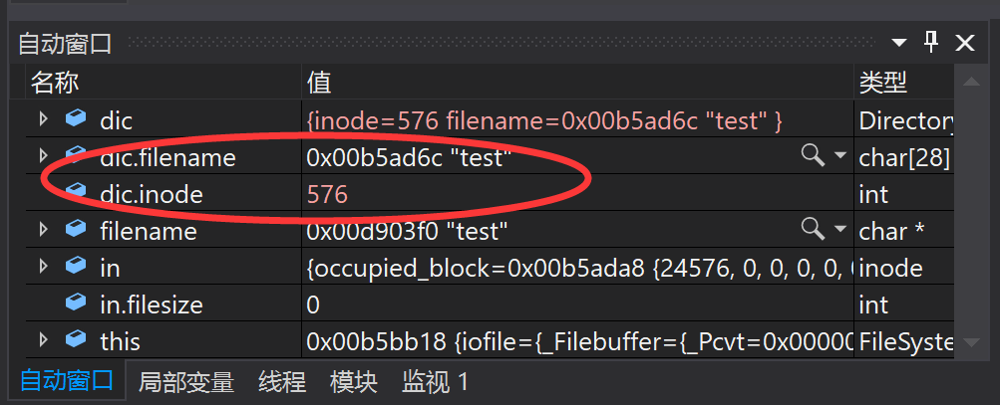 自动窗口
名称 值 类型
dic {inode=576 filename=0x00b5ad6c "test" } Directory
dic.filename 0x00b5ad6c "test" char[28]
dic.inode 576 int
filename 0x00d903f0 "test" char *
in {occupied_block=0x00b5ada8 {24576, 0, 0, 0, 0, inode
in.filesize 0 int
this 0x00b5bb18 {iofile={_Filebuffer={_Pcvt=0x00000 FileSyste
自动窗口 局部变量 线程 模块 监视 1